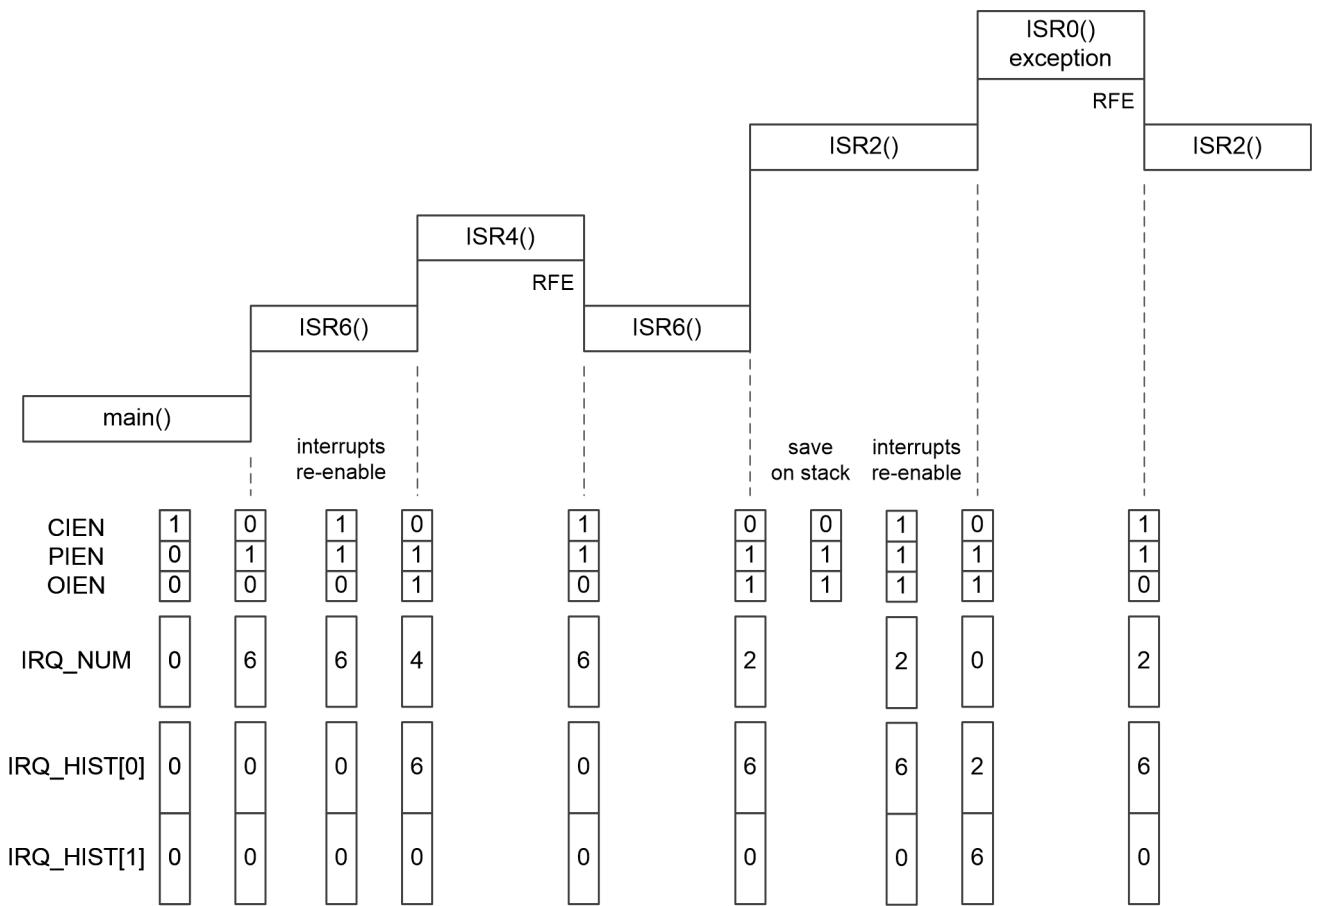 ISR0()
exception
RFE
ISR2() ISR2()
ISR4()
RFE
ISR6() ISR6()
main()
interrupts save interrupts
re-enable on stack re-enable
CIEN 1 0 1 0 1 0 0 1 0 1
PIEN 0 1 1 1 1 1 1 1 1 1
OIEN 0 0 0 1 0 1 1 1 1 0
IRQ_NUM 0 6 6 4 6 2 2 0 2
IRQ_HIST[0] 0 0 0 6 0 6 6 2 6
IRQ_HIST[1] 0 0 0 0 0 0 0 6 0